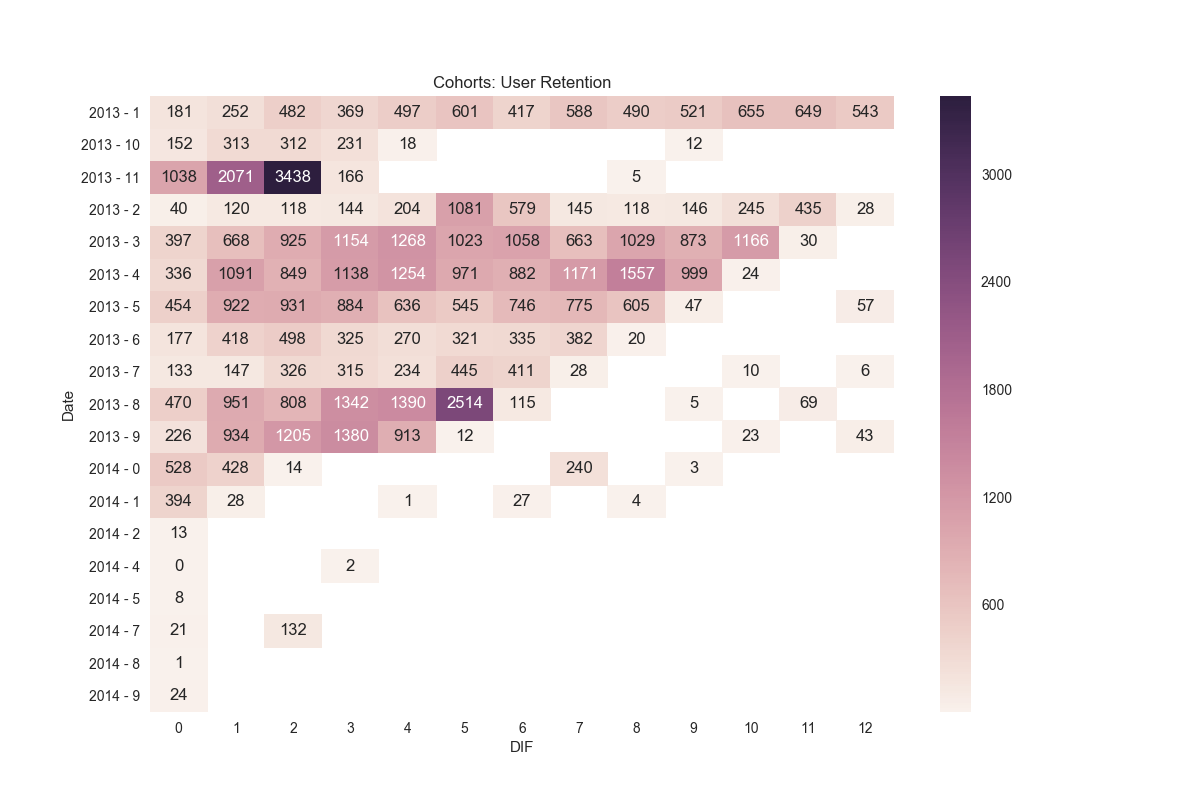 Cohorts: User Retention
2013 - 1 181 252 482 369 497 601 417 588 490 521 655 649 543
2013 - 10 152 313 312 231 18 12
2013 - 11 1038 2071 3438 166 5
3000
2013 - 2 40 120 118 144 204 1081 579 145 118 146 245 435 28
2013 - 3 397 668 925 1154 1268 1023 1058 663 1029 873 1166 30
2013 - 4 336 1091 849 1138 1254 971 882 1171 1557 999 24
2400
2013 - 5 454 922 931 884 636 545 746 775 605 47 57
2013 - 6 177 418 498 325 270 321 335 382 20
2013 - 7 133 147 326 315 234 445 411 28 10 6
1800
Date
2013 - 8 470 951 808 1342 1390 2514 115 5 69
2013 - 9 226 934 1205 1380 913 12 23 43
2014 - 0 528 428 14 240 3
2014 - 1 394 28 1 27 4
1200
2014 - 2 13
2014 - 4 0 2
2014 - 5 8
600
2014 - 7 21 132
2014 - 8 1
2014 - 9 24
0 1 2 3 4 5 6 7 8 9 10 11 12
DIF